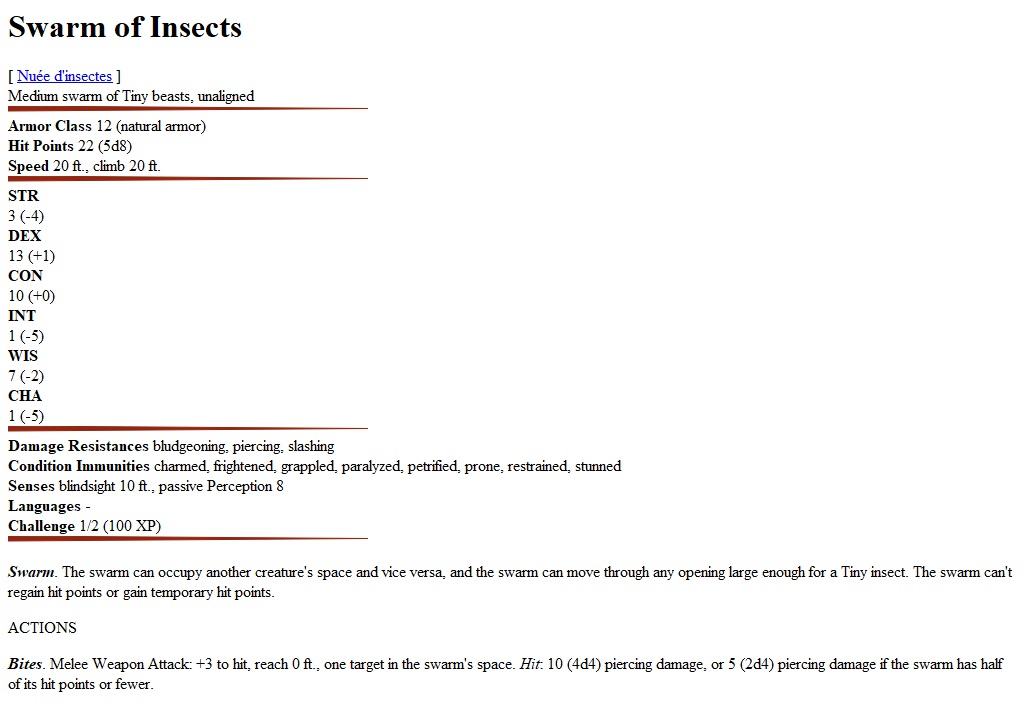 Swarm of Insects
[ Nuée d'insectes ]
Medium swarm of Tiny beasts, unaligned
Armor Class 12 (natural armor)
Hit Points 22 (5d8)
Speed 20 ft., climb 20 ft.
STR
3 (-4)
DEX
13 (+1)
CON
10 (+0)
INT
1 (-5)
WIS
7 (-2)
CHA
1 (-5)
Damage Resistances bludgeoning, piercing, slashing
Condition Immunities charmed, frightened, grappled, paralyzed, petrified, prone, restrained, stunned
Senses blindsight 10 ft., passive Perception 8
Languages -
Challenge 1/2 (100 XP)
Swarm. The swarm can occupy another creature's space and vice versa, and the swarm can move through any opening large enough for a Tiny insect. The swarm can't
regain hit points or gain temporary hit points.
ACTIONS
Bites. Melee Weapon Attack: +3 to hit, reach 0 ft., one target in the swarm's space. Hit: 10 (4d4) piercing damage, or 5 (2d4) piercing damage if the swarm has half
of its hit points or fewer.